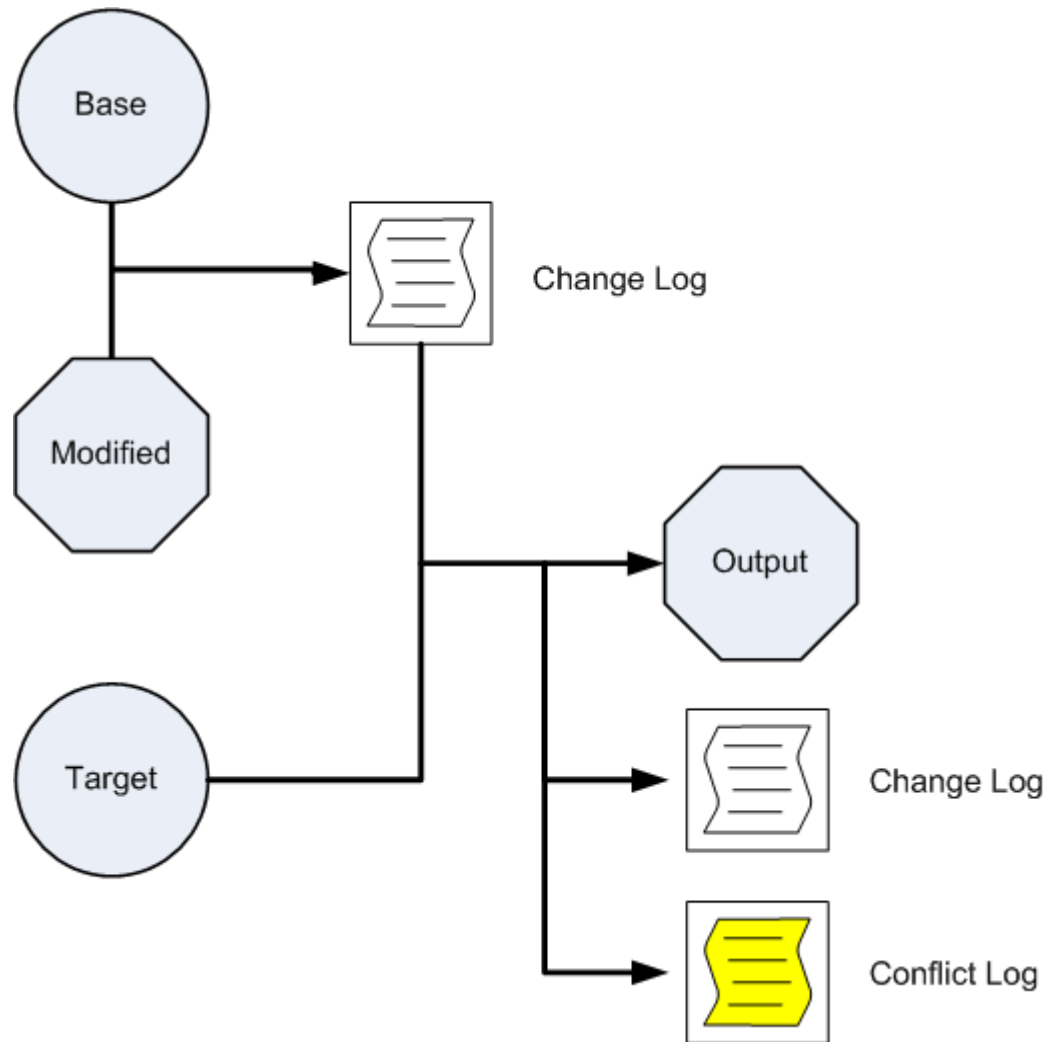 Base
Change Log
Modified
Output
Target
Change Log
Conflict Log